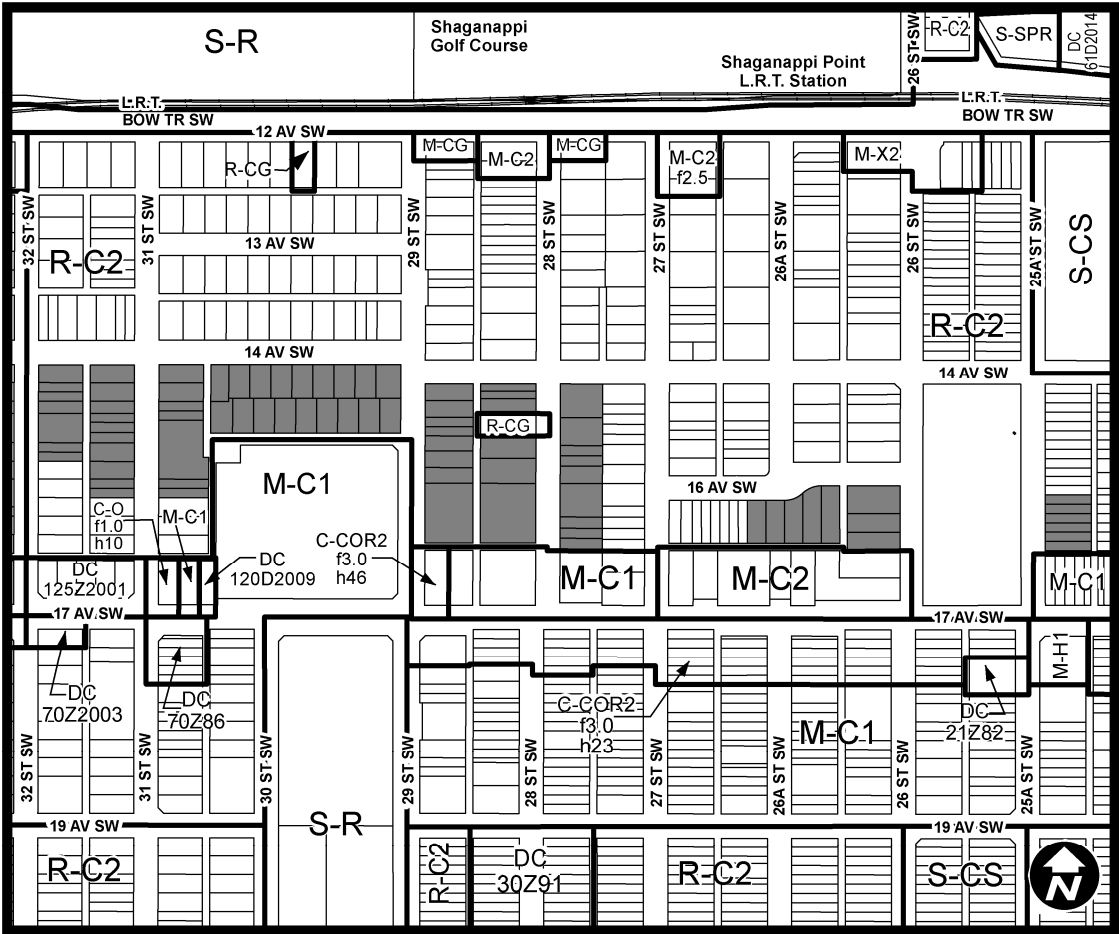 S-R
Shaganappi
Golf Course
Shaganappi Point
L.R.T. Station
26 ST SW
R-C2
S-SPR
DC
61D2014
L.R.T.
BOW TR SW
L.R.T.
BOW TR SW
12 AV SW
R-CG
M-CG
M-C2
M-CG
M-C2
f2.5
M-X2
32 ST SW
31 ST SW
29 ST SW
28 ST SW
27 ST SW
26A ST SW
26 ST SW
25A ST SW
S-CS
R-C2
13 AV SW
R-C2
14 AV SW
14 AV SW
R-CG
M-C1
16 AV SW
C-O
f1.0
h10
M-C1
C-COR2
f3.0
h46
DC
120D2009
DC
125Z2001
M-C1
M-C2
M-C1
17 AV SW
17 AV SW
M-H1
DC
70Z2003
DC
70Z86
C-COR2
f3.0
h23
M-C1
DC
21Z82
32 ST SW
31 ST SW
30 ST SW
29 ST SW
28 ST SW
27 ST SW
26A ST SW
26 ST SW
25A ST SW
S-R
19 AV SW
19 AV SW
R-C2
R-C2
DC
30Z91
R-C2
S-CS
N